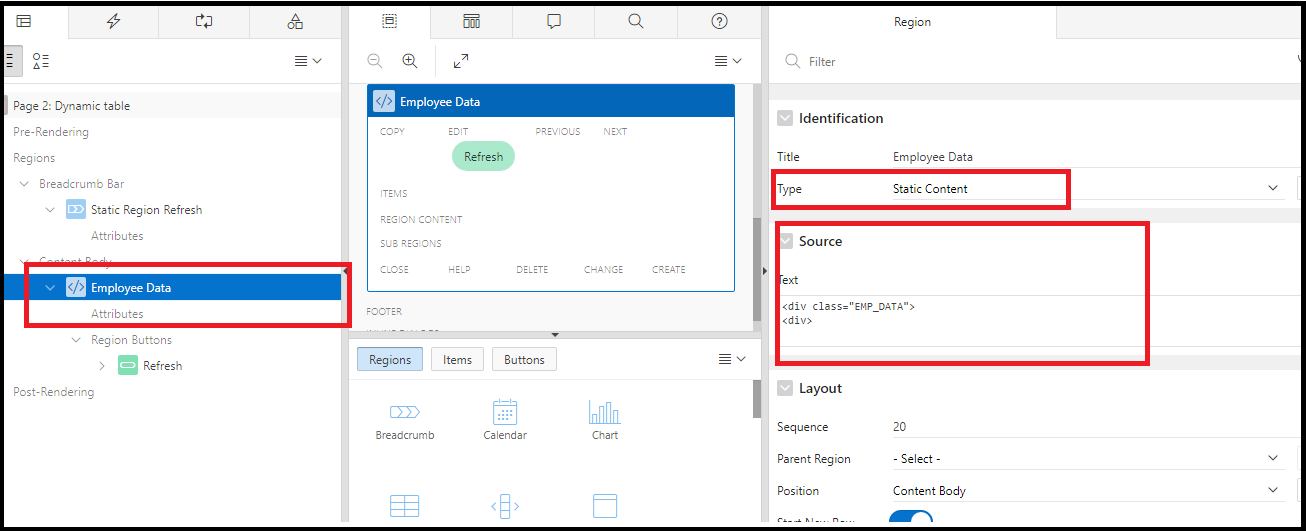 Page 2: Dynamic table
Pre-Rendering
Regions
Breadcrumb Bar
Static Region Refresh
Attributes
Content Body
Employee Data
Attributes
Region Buttons
Refresh
Post-Rendering
Employee Data
COPY EDIT PREVIOUS NEXT
Refresh
ITEMS
REGION CONTENT
SUB REGIONS
CLOSE HELP DELETE CHANGE CREATE
FOOTER
Regions Items Buttons
Breadcrumb Calendar Chart
Region
Filter
Identification
Title Employee Data
Type Static Content
Source
Text
<div class="EMP_DATA">
<div>
Layout
Sequence 20
Parent Region - Select -
Position Content Body
Start New Row